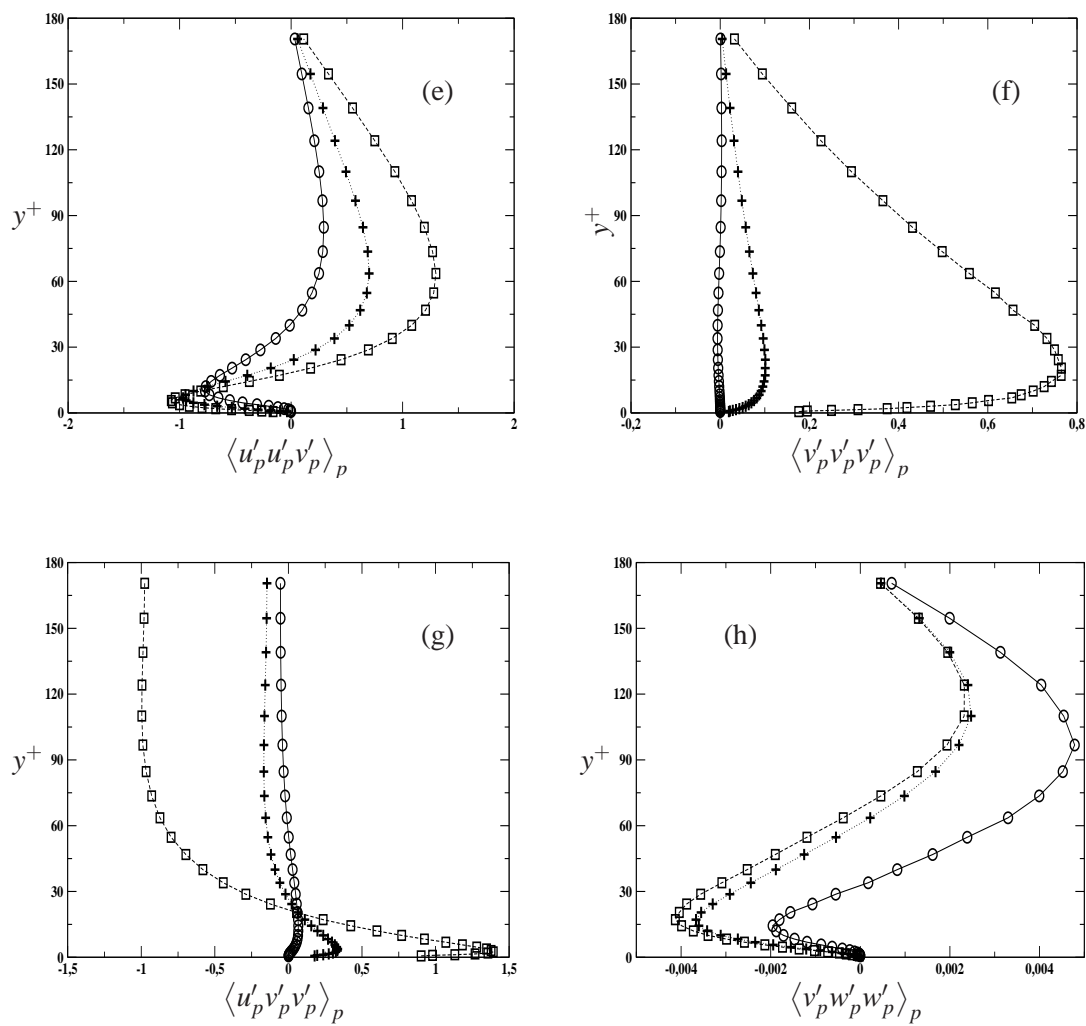 180
150
120
90
60
30
0
y⁺
(e)
-2 -1 0 1 2
⟨u′ₚu′ₚv′ₚ⟩ₚ
180
150
120
90
60
30
0
y⁺
(f)
-0,2 0 0,2 0,4 0,6 0,8
⟨v′ₚv′ₚv′ₚ⟩ₚ
180
150
120
90
60
30
0
y⁺
(g)
-1,5 -1 -0,5 0 0,5 1 1,5
⟨u′ₚv′ₚv′ₚ⟩ₚ
180
150
120
90
60
30
0
y⁺
(h)
-0,004 -0,002 0 0,002 0,004
⟨v′ₚw′ₚw′ₚ⟩ₚ